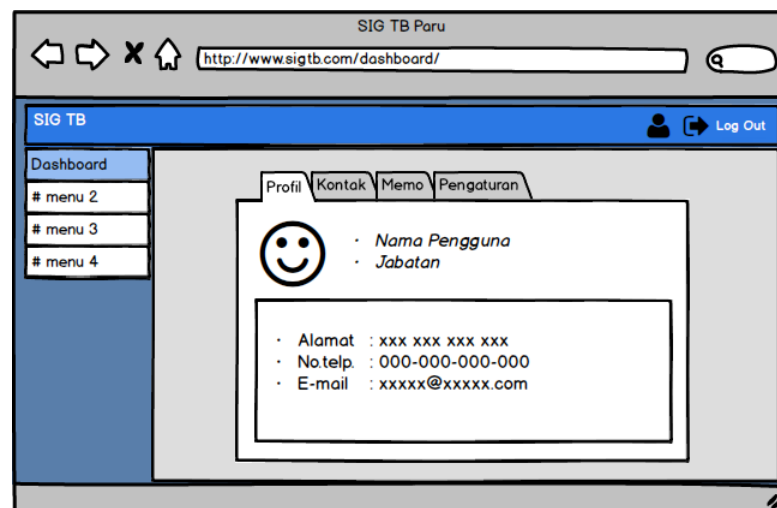 SIG TB Paru
http://www.sigtb.com/dashboard/
SIG TB
Log Out
Dashboard
# menu 2
# menu 3
# menu 4
Profil Kontak Memo Pengaturan
· Nama Pengguna
· Jabatan
· Alamat : xxx xxx xxx xxx
· No.telp. : 000-000-000-000
· E-mail : xxxxx@xxxxx.com